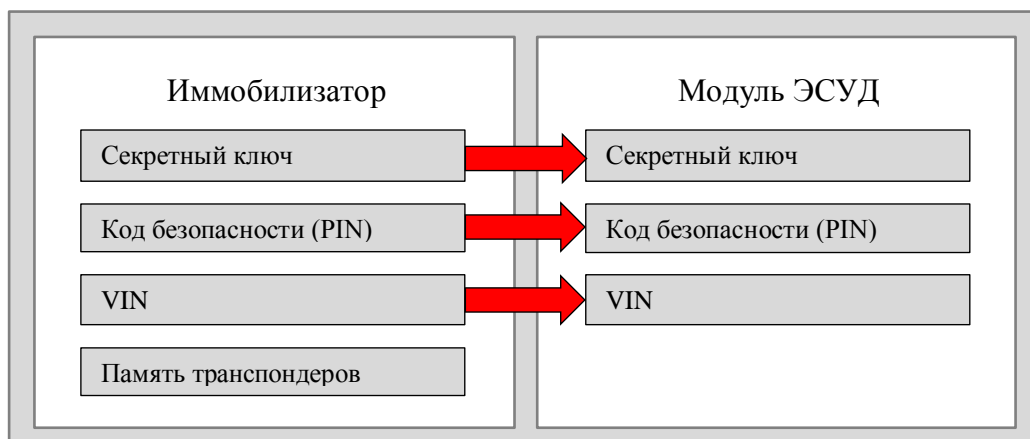 Иммобилизатор
Секретный ключ
Код безопасности (PIN)
VIN
Память транспондеров
Модуль ЭСУД
Секретный ключ
Код безопасности (PIN)
VIN